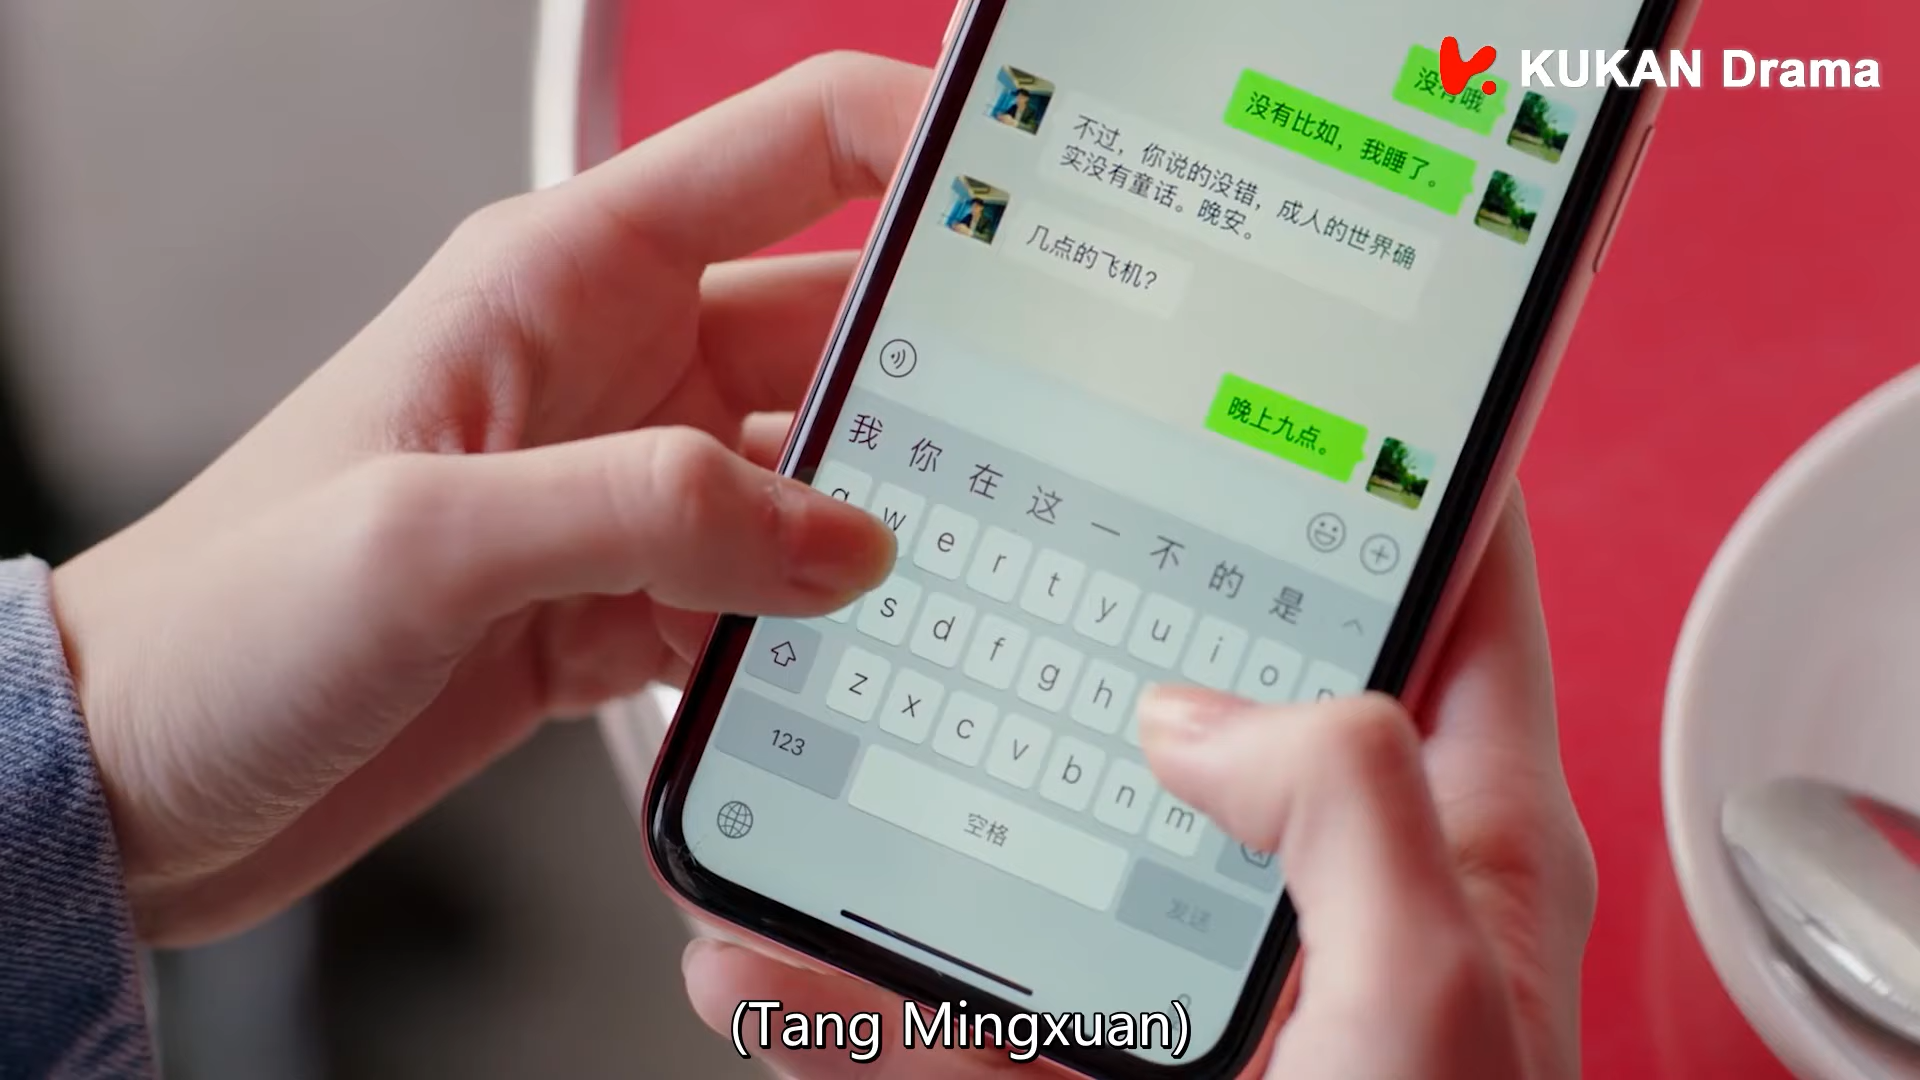 KUKAN Drama
没有哦
没有比如，我睡了。
不过，你说的没错，成人的世界确
实没有童话。晚安。
几点的飞机？
晚上九点。
我 你 在 这 一 不 的 是
q w e r t y u i o p
s d f g h
z x c v b n m
123
空格
发送
(Tang Mingxuan)